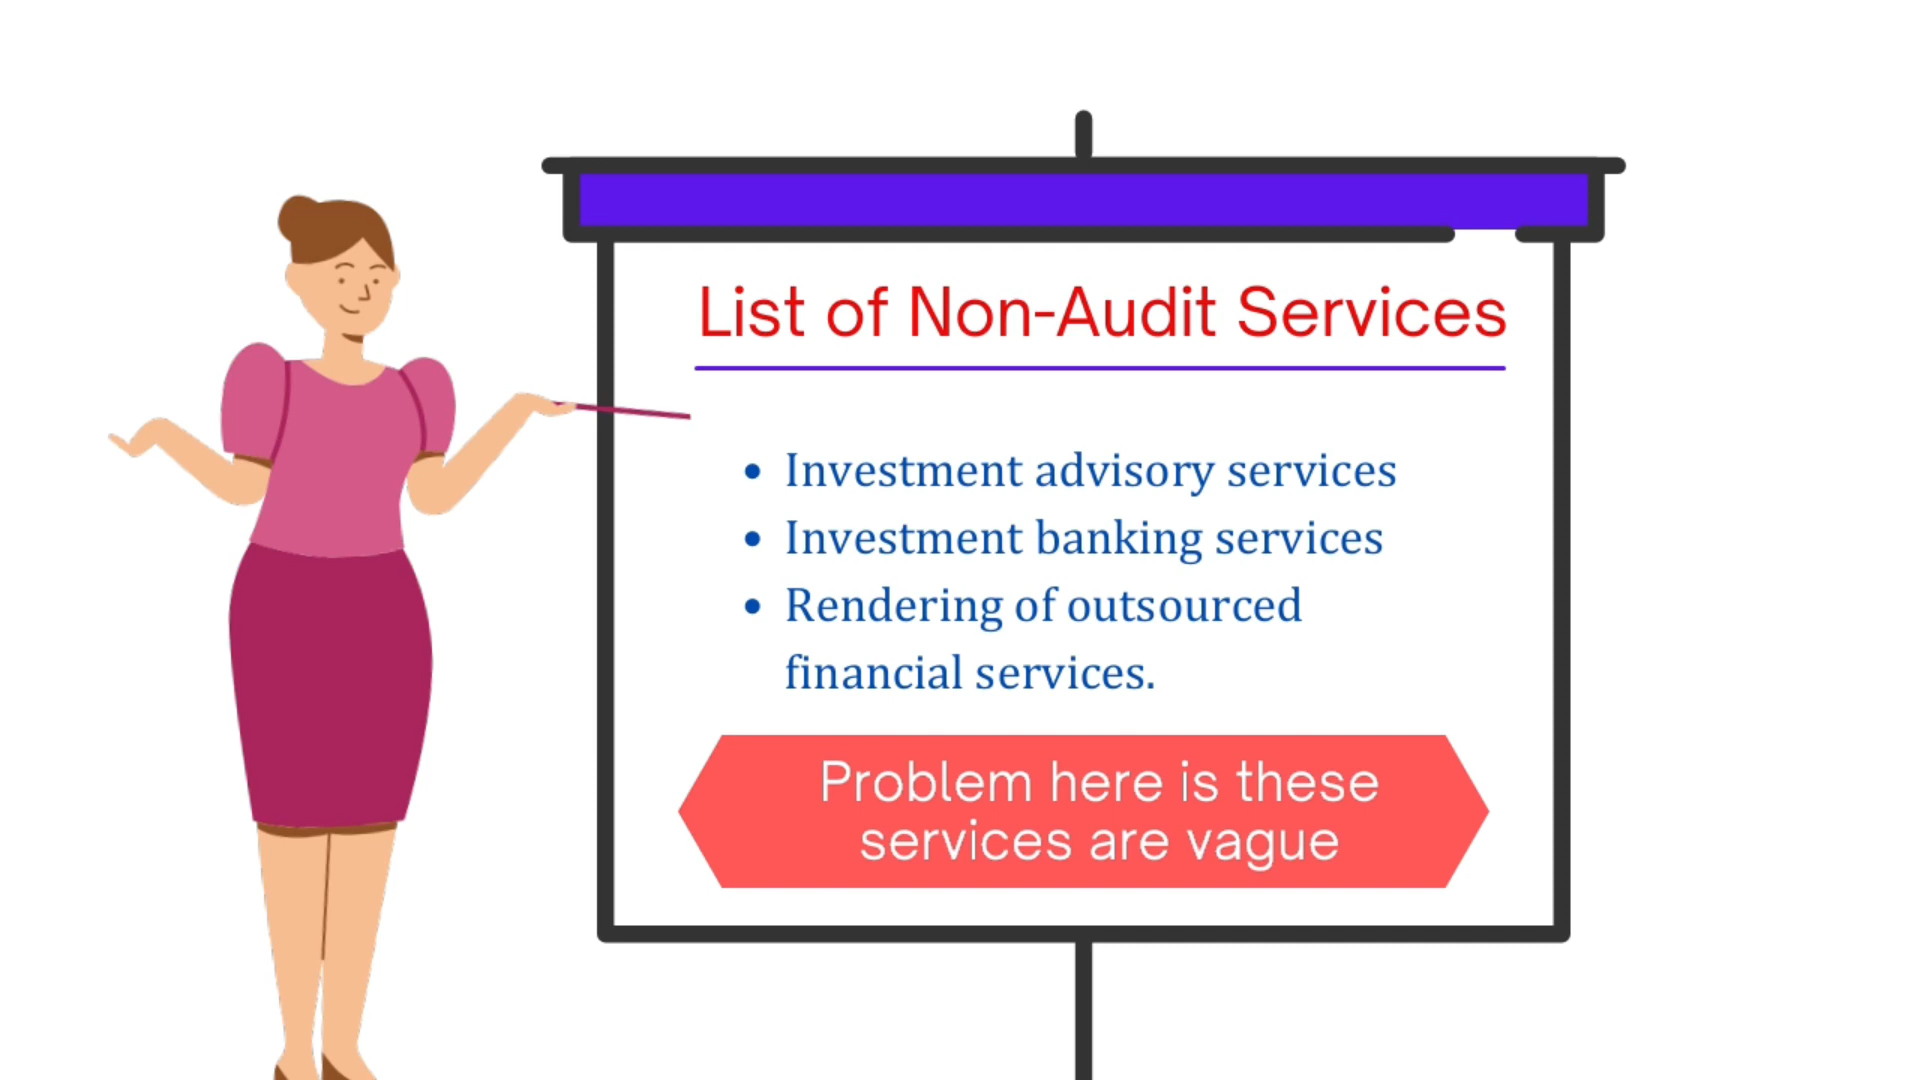 List of Non-Audit Services
• Investment advisory services
• Investment banking services
• Rendering of outsourced
financial services.
Problem here is these
services are vague